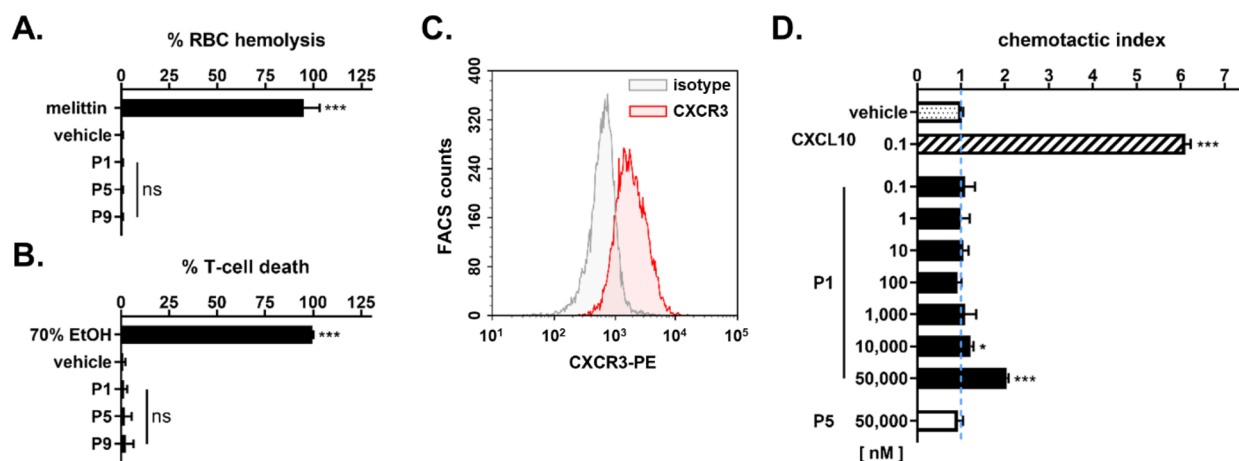 A.
% RBC hemolysis
0 25 50 75 100 125
melittin
***
vehicle
P1
P5
P9
ns
B.
% T-cell death
0 25 50 75 100 125
70% EtOH
***
vehicle
P1
P5
P9
ns
C.
FACS counts
400
320
240
160
80
0
isotype
CXCR3
10¹ 10² 10³ 10⁴ 10⁵
CXCR3-PE
D.
chemotactic index
0 1 2 3 4 5 6 7
vehicle
CXCL10 0.1 ***
P1
0.1
1
10
100
1,000
10,000 *
50,000 ***
P5 50,000
[ nM ]